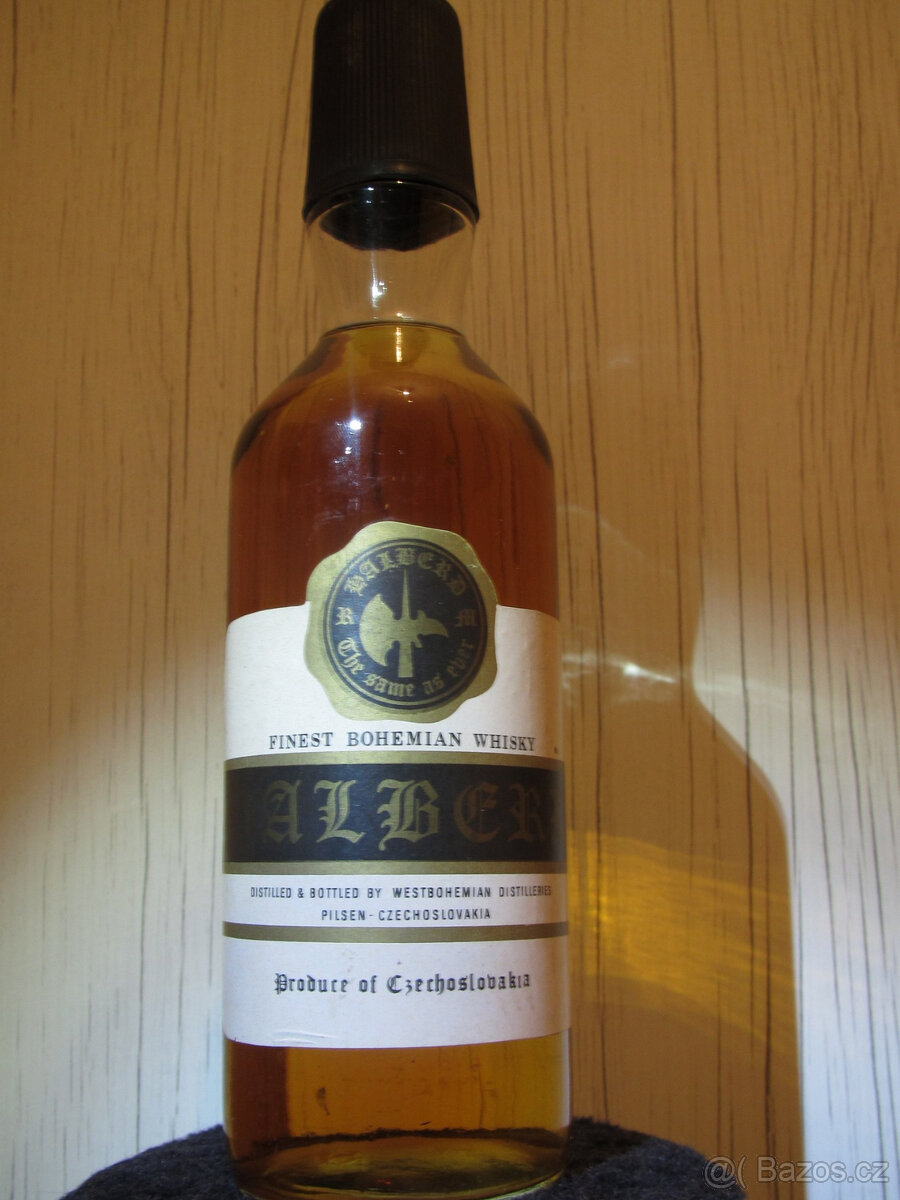 HALBERD
R M
The same as ever
FINEST BOHEMIAN WHISKY
ALBER
DISTILLED & BOTTLED BY WESTBOHEMIAN DISTILLERIES
PILSEN - CZECHOSLOVAKIA
Produce of Czechoslovakia
@( Bazos.cz